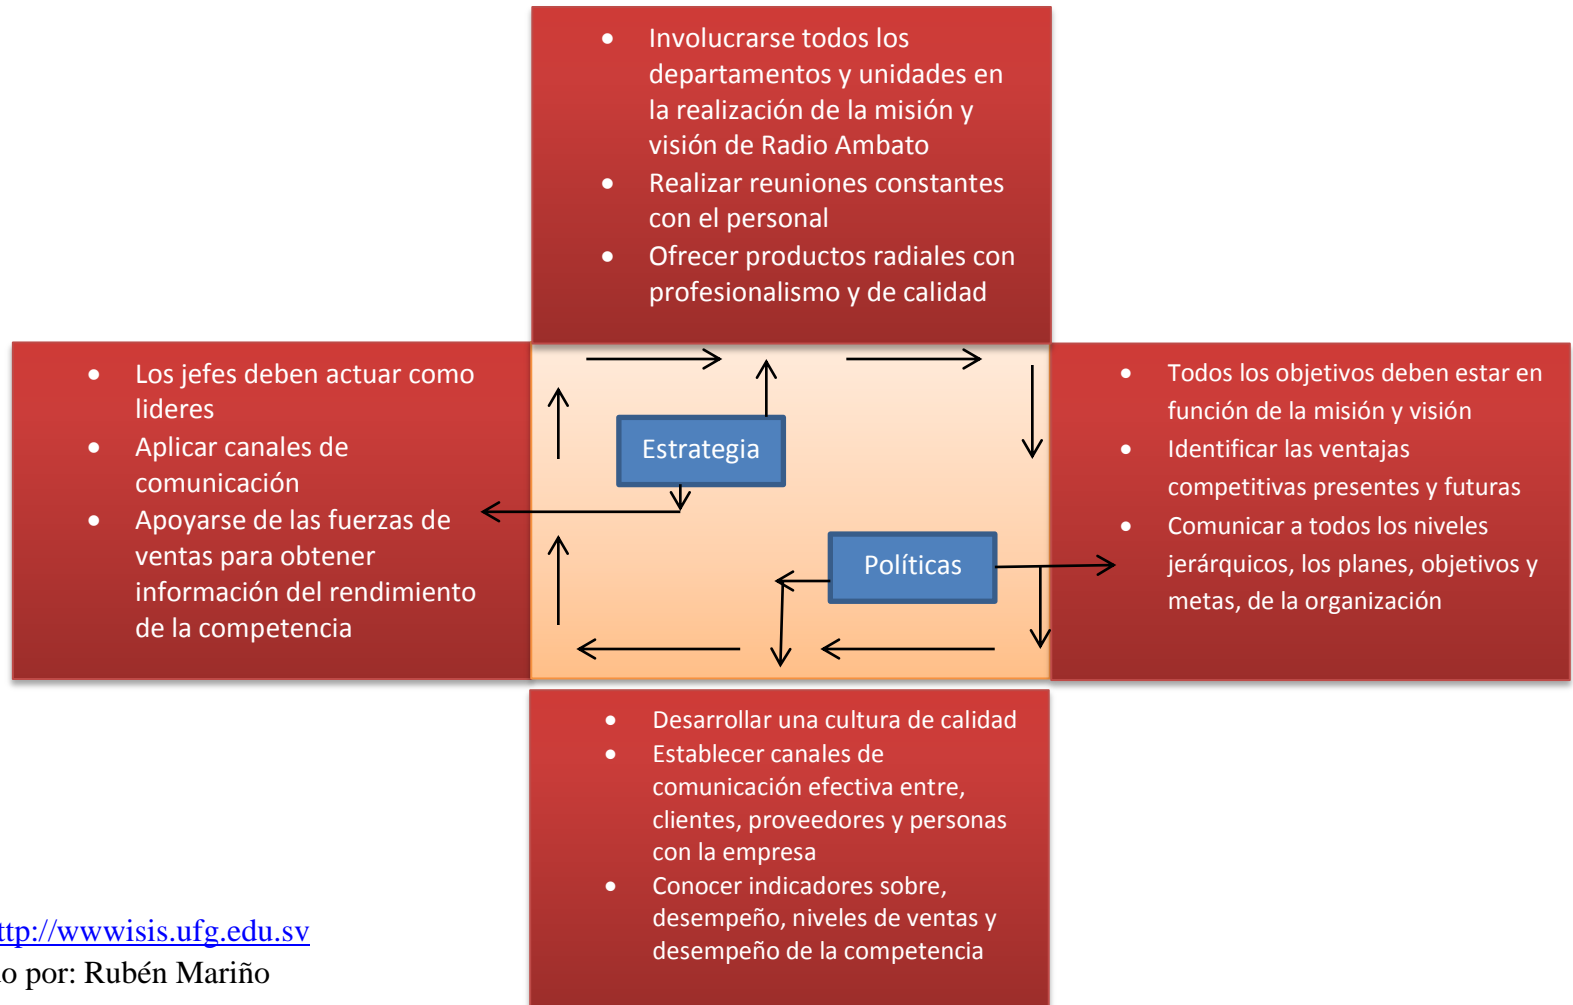 • Involucrarse todos los
departamentos y unidades en
la realización de la misión y
visión de Radio Ambato
• Realizar reuniones constantes
con el personal
• Ofrecer productos radiales con
profesionalismo y de calidad
• Los jefes deben actuar como
lideres
• Aplicar canales de
comunicación
• Apoyarse de las fuerzas de
ventas para obtener
información del rendimiento
de la competencia
Estrategia
Políticas
• Todos los objetivos deben estar en
función de la misión y visión
• Identificar las ventajas
competitivas presentes y futuras
• Comunicar a todos los niveles
jerárquicos, los planes, objetivos y
metas, de la organización
• Desarrollar una cultura de calidad
• Establecer canales de
comunicación efectiva entre,
clientes, proveedores y personas
con la empresa
• Conocer indicadores sobre,
desempeño, niveles de ventas y
desempeño de la competencia
ttp://wwwisis.ufg.edu.sv
o por: Rubén Mariño